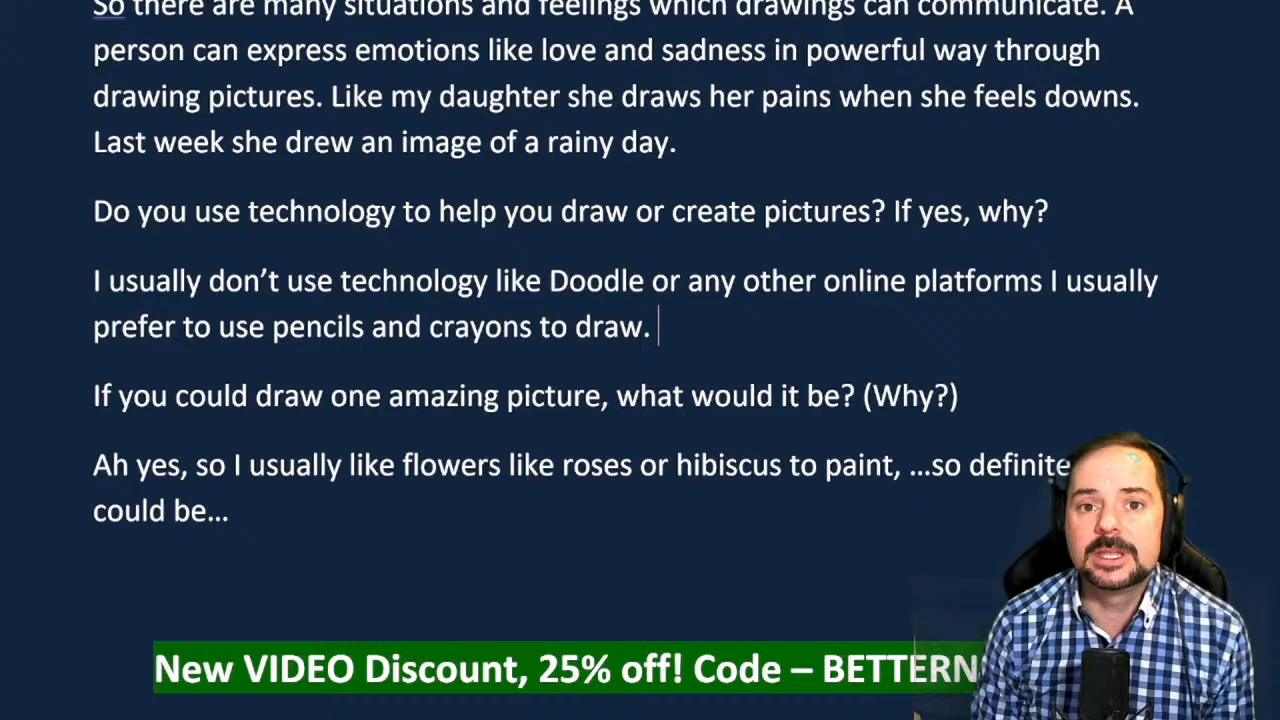 So there are many situations and feelings which drawings can communicate. A
person can express emotions like love and sadness in powerful way through
drawing pictures. Like my daughter she draws her pains when she feels downs.
Last week she drew an image of a rainy day.
Do you use technology to help you draw or create pictures? If yes, why?
I usually don’t use technology like Doodle or any other online platforms I usually
prefer to use pencils and crayons to draw.
If you could draw one amazing picture, what would it be? (Why?)
Ah yes, so I usually like flowers like roses or hibiscus to paint, …so
could be…
New VIDEO Discount, 25% off! Code –